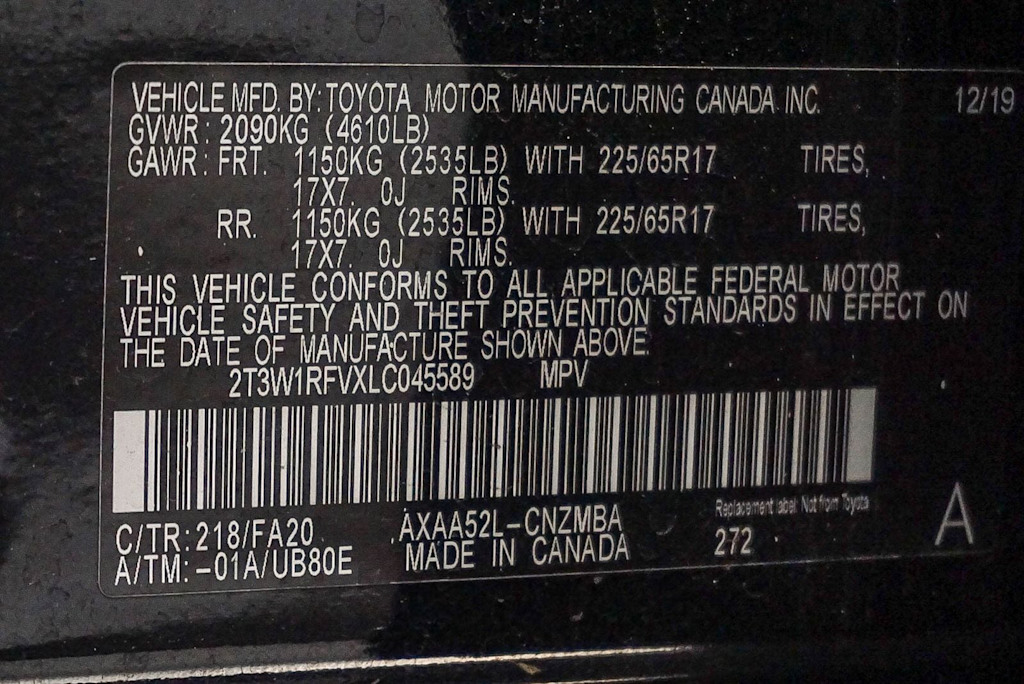 VEHICLE MFD. BY: TOYOTA MOTOR MANUFACTURING CANADA INC. 12/19
GVWR : 2090KG (4610LB)
GAWR : FRT. 1150KG (2535LB) WITH 225/65R17 TIRES,
17X7. 0J RIMS.
RR. 1150KG (2535LB) WITH 225/65R17 TIRES,
17X7. 0J RIMS.
THIS VEHICLE CONFORMS TO ALL APPLICABLE FEDERAL MOTOR
VEHICLE SAFETY AND THEFT PREVENTION STANDARDS IN EFFECT ON
THE DATE OF MANUFACTURE SHOWN ABOVE.
2T3W1RFVXLC045589 MPV
Replacement label. Not from Toyota
C/TR: 218/FA20 AXAA52L-CNZMBA 272 A
A/TM: -01A/UB80E MADE IN CANADA